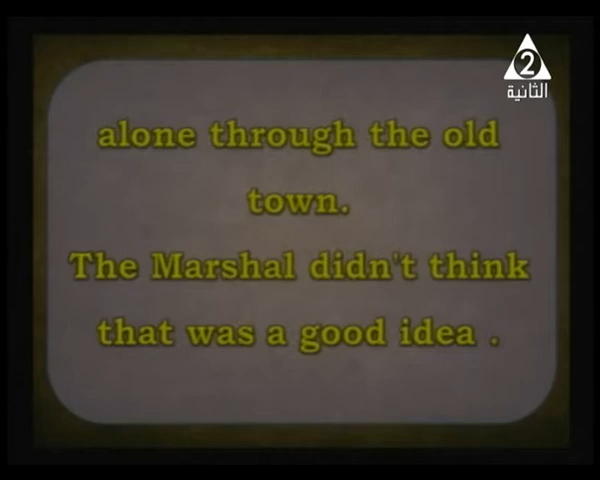 2
الثانية
alone through the old
town.
The Marshal didn't think
that was a good idea .